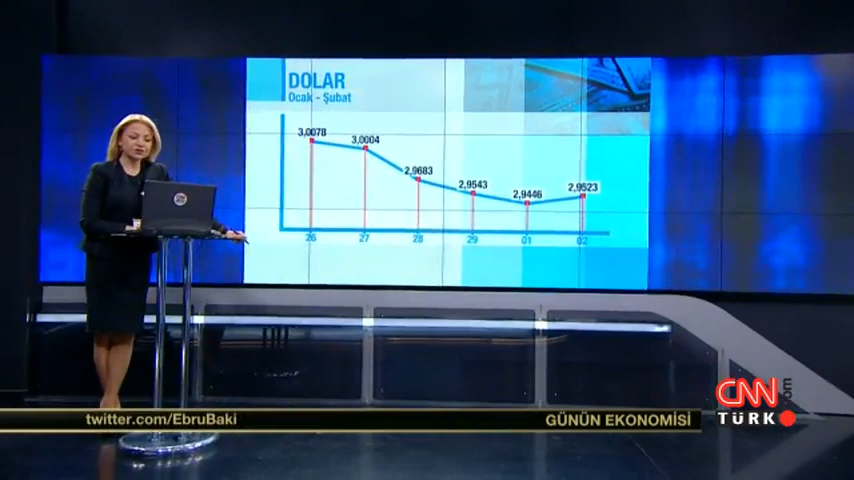 DOLAR
Ocak - Şubat
3,0078
3,0004
2,9683
2,9543
2,9446
2,9523
26
27
28
29
01
02
twitter.com/EbruBaki
GÜNÜN EKONOMİSİ
CNN
TÜRK
.com